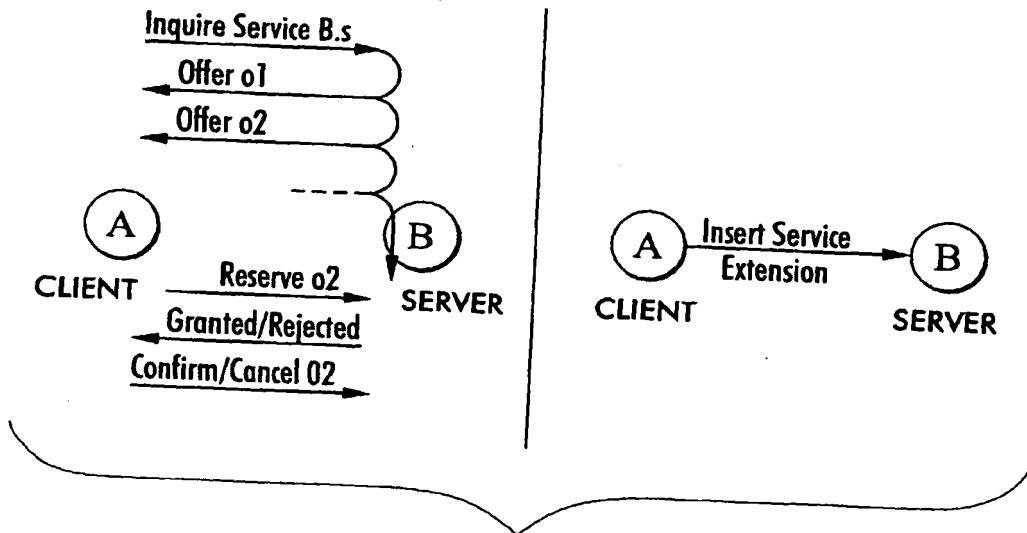 Inquire Service B.s
Offer o1
Offer o2
A
B
CLIENT
SERVER
Reserve o2
Granted/Rejected
Confirm/Cancel O2
A
Insert Service
Extension
B
CLIENT
SERVER